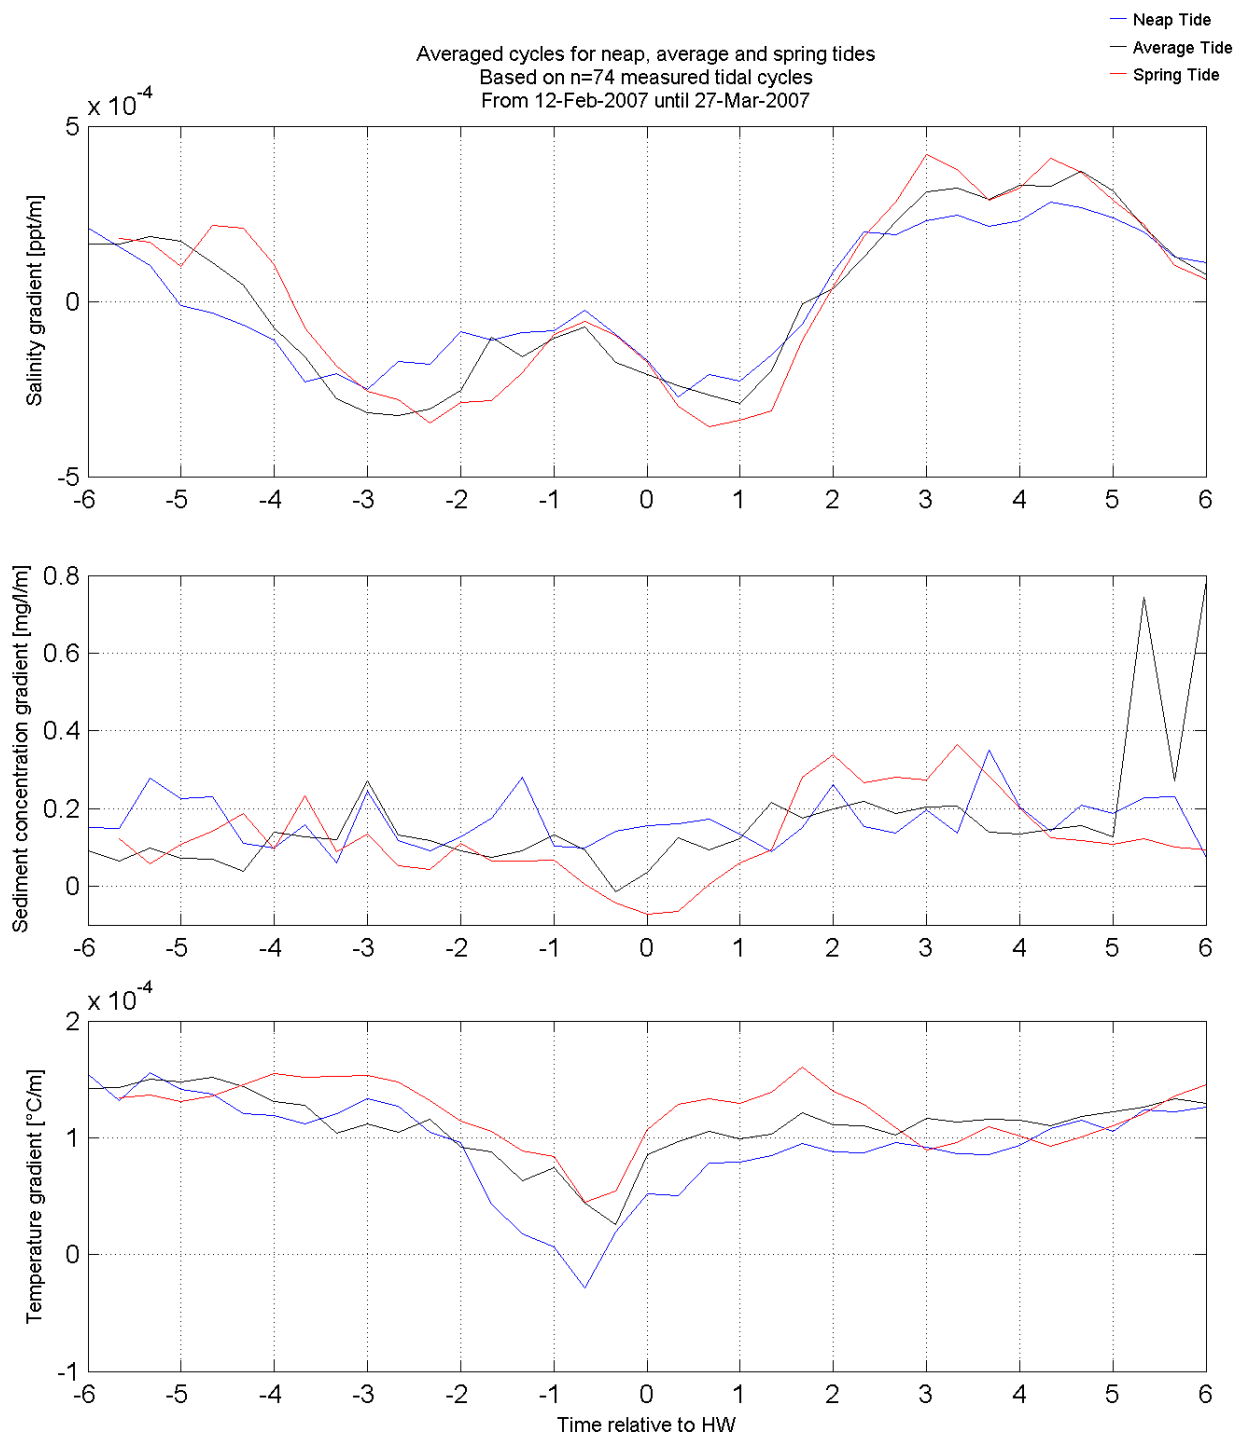 Neap Tide
Average Tide
Spring Tide
Averaged cycles for neap, average and spring tides
Based on n=74 measured tidal cycles
From 12-Feb-2007 until 27-Mar-2007
x 10-4
5
0
-5
Salinity gradient [ppt/m]
-6 -5 -4 -3 -2 -1 0 1 2 3 4 5 6
0.8
0.6
0.4
0.2
0
Sediment concentration gradient [mg/l/m]
-6 -5 -4 -3 -2 -1 0 1 2 3 4 5 6
x 10-4
2
1
0
-1
Temperature gradient [°C/m]
-6 -5 -4 -3 -2 -1 0 1 2 3 4 5 6
Time relative to HW